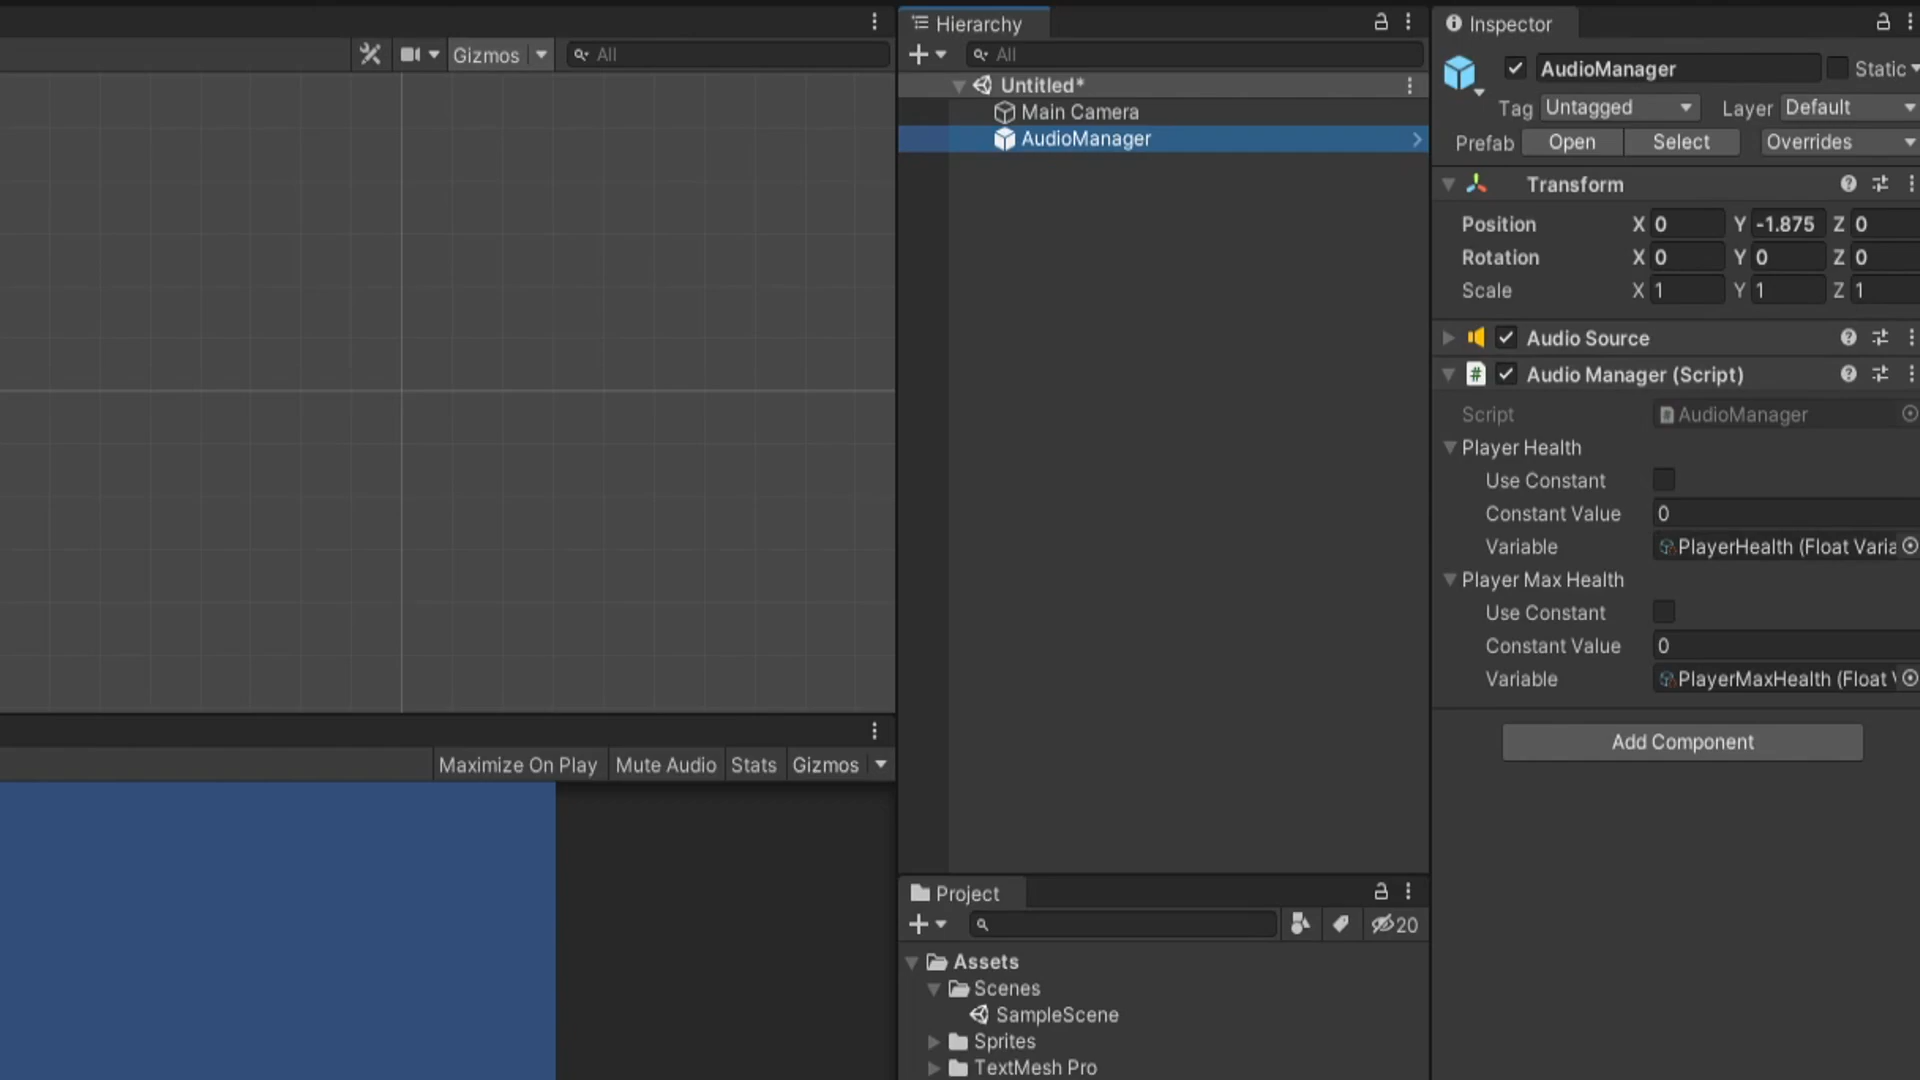 Gizmos
All
Hierarchy
All
Untitled*
Main Camera
AudioManager
Inspector
AudioManager
Static
Tag Untagged Layer Default
Prefab Open Select Overrides
Transform
Position X 0 Y -1.875 Z 0
Rotation X 0 Y 0 Z 0
Scale X 1 Y 1 Z 1
Audio Source
# Audio Manager (Script)
Script AudioManager
Player Health
Use Constant
Constant Value 0
Variable PlayerHealth (Float Varia
Player Max Health
Use Constant
Constant Value 0
Variable PlayerMaxHealth (Float V
Add Component
Maximize On Play Mute Audio Stats Gizmos
Project
20
Assets
Scenes
SampleScene
Sprites
TextMesh Pro